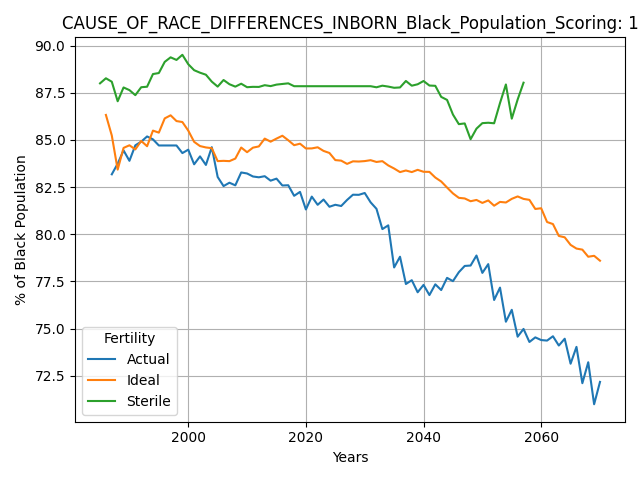 CAUSE_OF_RACE_DIFFERENCES_INBORN_Black_Population_Scoring: 1
90.0
87.5
85.0
82.5
80.0
77.5
75.0
72.5
% of Black Population
Fertility
Actual
Ideal
Sterile
2000 2020 2040 2060
Years